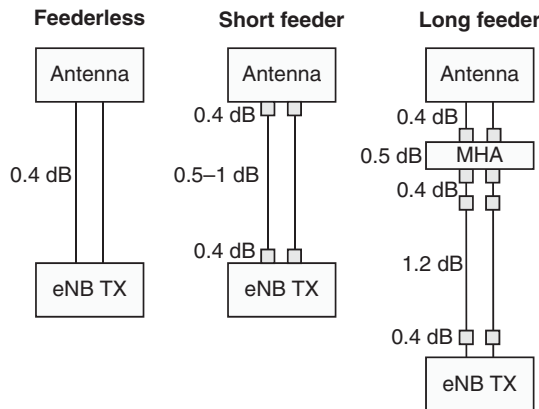 Feederless
Antenna
0.4 dB
eNB TX
Short feeder
Antenna
0.4 dB
0.5–1 dB
0.4 dB
eNB TX
Long feeder
Antenna
0.4 dB
0.5 dB
MHA
0.4 dB
1.2 dB
0.4 dB
eNB TX